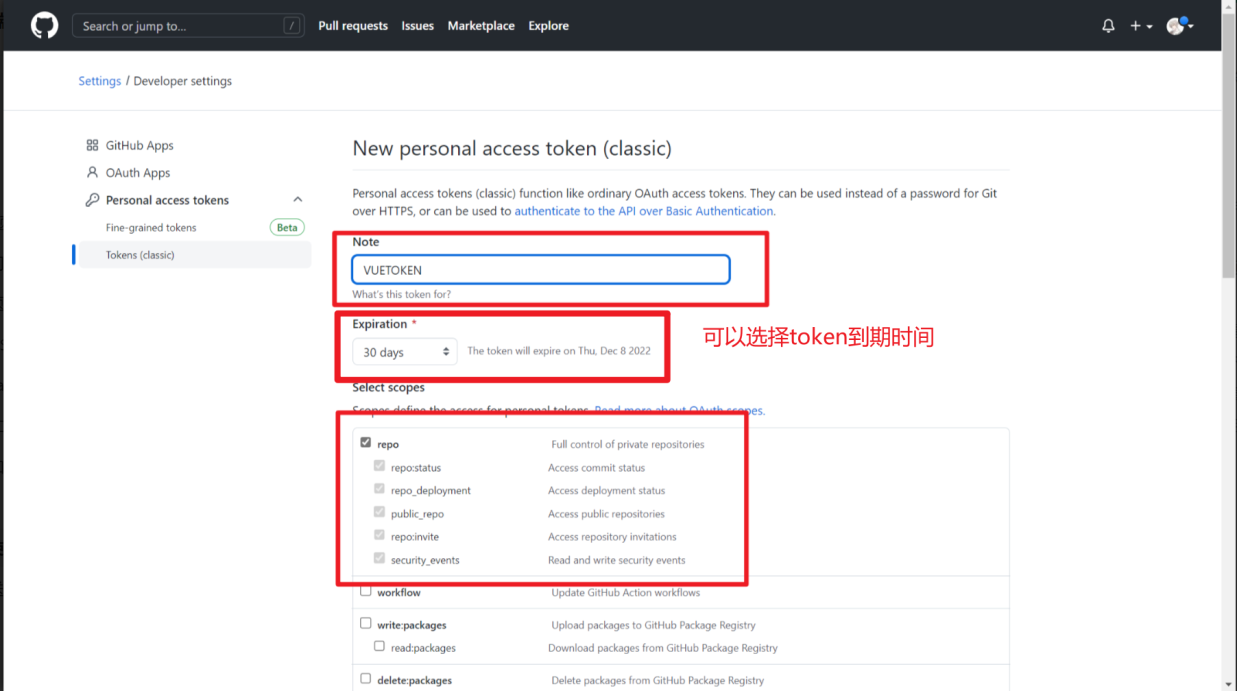 Search or jump to... /
Pull requests Issues Marketplace Explore
Settings / Developer settings
GitHub Apps
OAuth Apps
Personal access tokens
Fine-grained tokens Beta
Tokens (classic)
New personal access token (classic)
Personal access tokens (classic) function like ordinary OAuth access tokens. They can be used instead of a password for Git
over HTTPS, or can be used to authenticate to the API over Basic Authentication.
Note
VUETOKEN
What's this token for?
Expiration *
30 days The token will expire on Thu, Dec 8 2022
可以选择token到期时间
Select scopes
Scopes define the access for personal tokens. Read more about OAuth scopes.
repo Full control of private repositories
repo:status Access commit status
repo_deployment Access deployment status
public_repo Access public repositories
repo:invite Access repository invitations
security_events Read and write security events
workflow Update GitHub Action workflows
write:packages Upload packages to GitHub Package Registry
read:packages Download packages from GitHub Package Registry
delete:packages Delete packages from GitHub Package Registry